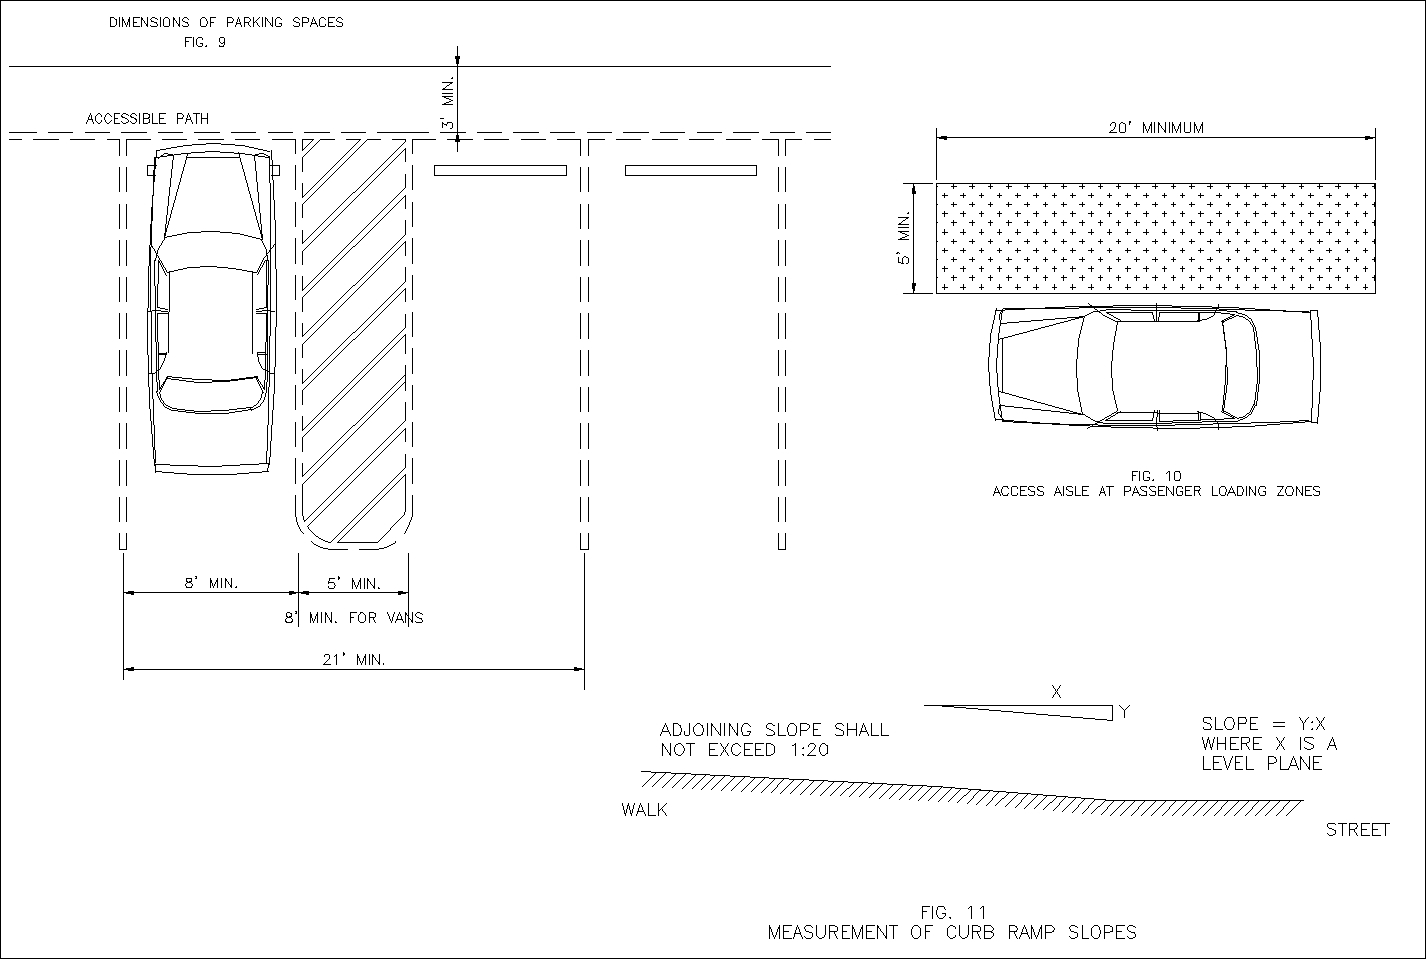 DIMENSIONS OF PARKING SPACES
FIG. 9
3' MIN.
ACCESSIBLE PATH
8' MIN.
5' MIN.
8' MIN. FOR VANS
21' MIN.
20' MINIMUM
5' MIN.
FIG. 10
ACCESS AISLE AT PASSENGER LOADING ZONES
X
Y
ADJOINING SLOPE SHALL
NOT EXCEED 1:20
SLOPE = Y:X
WHERE X IS A
LEVEL PLANE
WALK
STREET
FIG. 11
MEASUREMENT OF CURB RAMP SLOPES